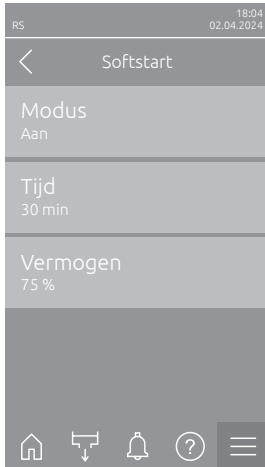 18:04
RS 02.04.2024
Softstart
Modus
Aan
Tijd
30 min
Vermogen
75 %
?